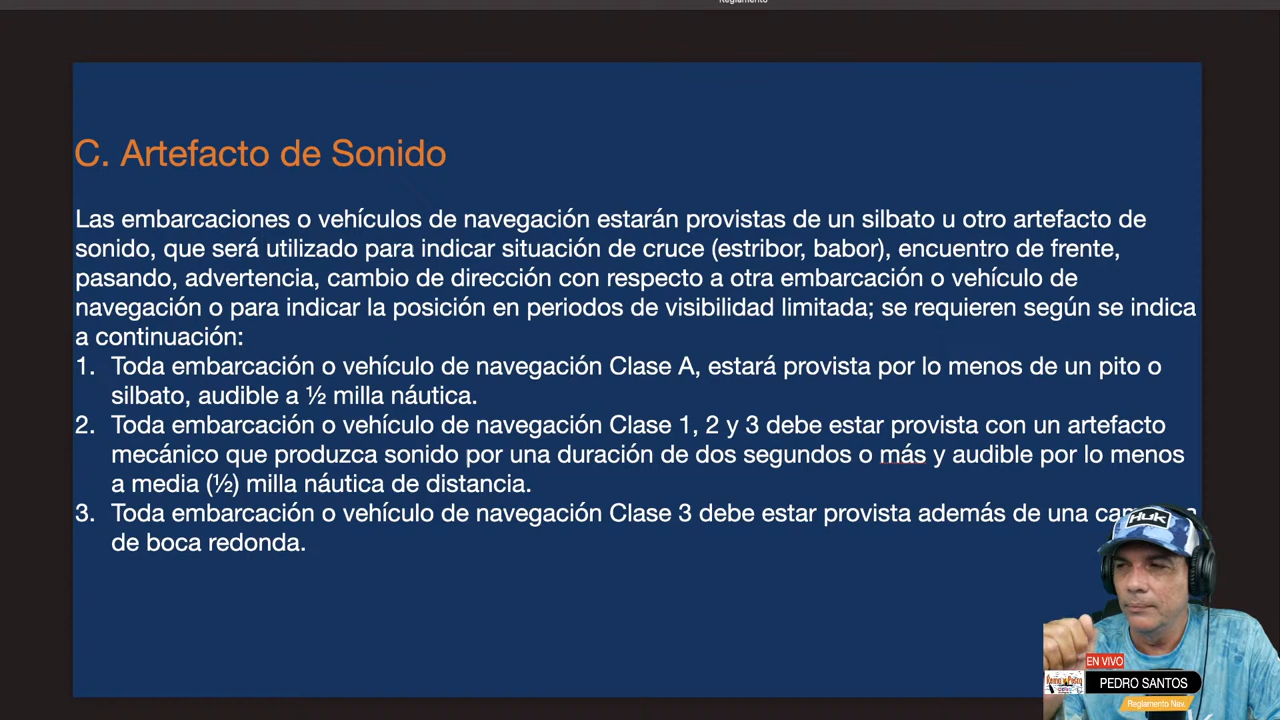 Reglamento
C. Artefacto de Sonido
Las embarcaciones o vehículos de navegación estarán provistas de un silbato u otro artefacto de
sonido, que será utilizado para indicar situación de cruce (estribor, babor), encuentro de frente,
pasando, advertencia, cambio de dirección con respecto a otra embarcación o vehículo de
navegación o para indicar la posición en periodos de visibilidad limitada; se requieren según se indica
a continuación:
1. Toda embarcación o vehículo de navegación Clase A, estará provista por lo menos de un pito o
silbato, audible a ½ milla náutica.
2. Toda embarcación o vehículo de navegación Clase 1, 2 y 3 debe estar provista con un artefacto
mecánico que produzca sonido por una duración de dos segundos o más y audible por lo menos
a media (½) milla náutica de distancia.
3. Toda embarcación o vehículo de navegación Clase 3 debe estar provista además de una
de boca redonda.
HUK
EN VIVO
PEDRO SANTOS
Reglamento Nav.